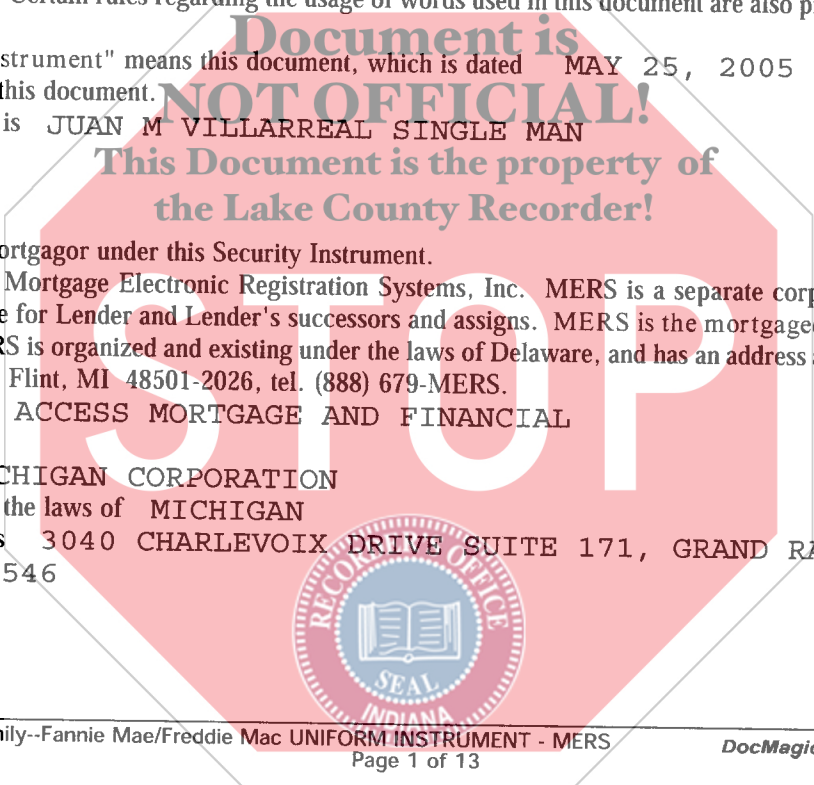 Certain rules regarding the usage of words used in this document are also p
Document is
strument" means this document, which is dated MAY 25, 2005
this document.
NOT OFFICIAL!
is JUAN M VILLARREAL SINGLE MAN
This Document is the property of
the Lake County Recorder!
ortgagor under this Security Instrument.
Mortgage Electronic Registration Systems, Inc. MERS is a separate corp
e for Lender and Lender's successors and assigns. MERS is the mortgage
RS is organized and existing under the laws of Delaware, and has an address
Flint, MI 48501-2026, tel. (888) 679-MERS.
STOP
ACCESS MORTGAGE AND FINANCIAL
CHIGAN CORPORATION
the laws of MICHIGAN
s 3040 CHARLEVOIX DRIVE SUITE 171, GRAND RA
546
RECORDER'S OFFICE
SEAL
INDIANA
nily--Fannie Mae/Freddie Mac UNIFORM INSTRUMENT - MERS
DocMagic
Page 1 of 13